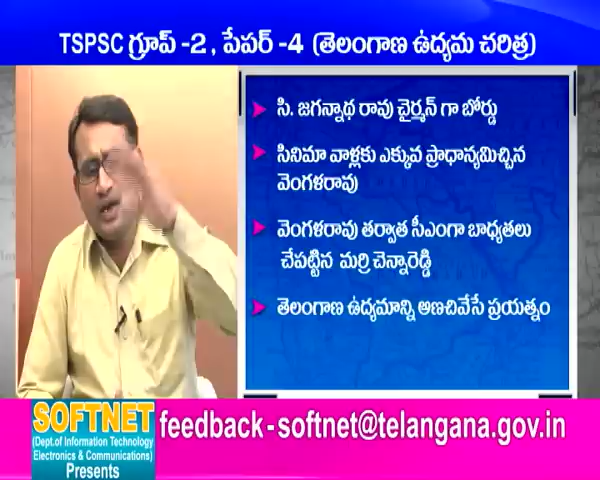 TSPSC గ్రూప్ -2 , పేపర్ -4 (తెలంగాణ ఉద్యమ చరిత్ర)
సి. జగన్నాథ రావు చైర్మన్ గా బోర్డు
సినిమా వాళ్లకు ఎక్కువ ప్రాధాన్యమిచ్చిన
వెంగళరావు
వెంగళరావు తర్వాత సీఎంగా బాధ్యతలు
చేపట్టిన మర్రి చెన్నారెడ్డి
తెలంగాణ ఉద్యమాన్ని అణచివేసే ప్రయత్నం
SOFTNET
(Dept.of Information Technology
Electronics & Communications)
Presents
feedback - softnet@telangana.gov.in